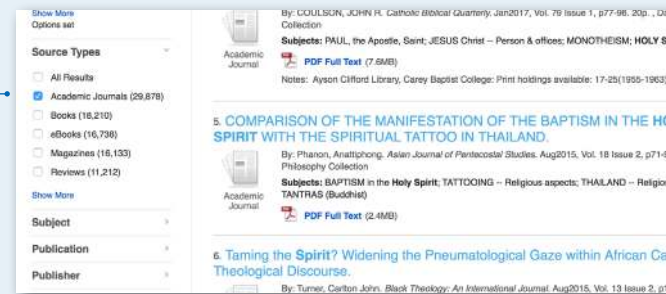 Show More
Options set
Source Types
All Results
Academic Journals (29,878)
Books (18,210)
eBooks (16,738)
Magazines (16,133)
Reviews (11,212)
Show More
Subject
Publication
Publisher
By: COULSON, JOHN R. Catholic Biblical Quarterly. Jan2017, Vol. 79 Issue 1, p77-96. 20p. ,
Collection
Subjects: PAUL, the Apostle, Saint; JESUS Christ -- Person & offices; MONOTHEISM; HOLY
Academic
Journal
PDF Full Text (7.6MB)
Notes: Ayson Clifford Library, Carey Baptist College: Print holdings available: 17-25(1955-1963)
5. COMPARISON OF THE MANIFESTATION OF THE BAPTISM IN THE
SPIRIT WITH THE SPIRITUAL TATTOO IN THAILAND.
By: Phanon, Anattiphong. Asian Journal of Pentecostal Studies. Aug2015, Vol. 18 Issue 2,
Philosophy Collection
Subjects: BAPTISM in the Holy Spirit; TATTOOING -- Religious aspects; THAILAND --
TANTRAS (Buddhist)
Academic
Journal
PDF Full Text (2.4MB)
6. Taming the Spirit? Widening the Pneumatological Gaze within African
Theological Discourse.
By: Turner, Carlton John. Black Theology: An International Journal. Aug2015, Vol. 13 Issue 2,